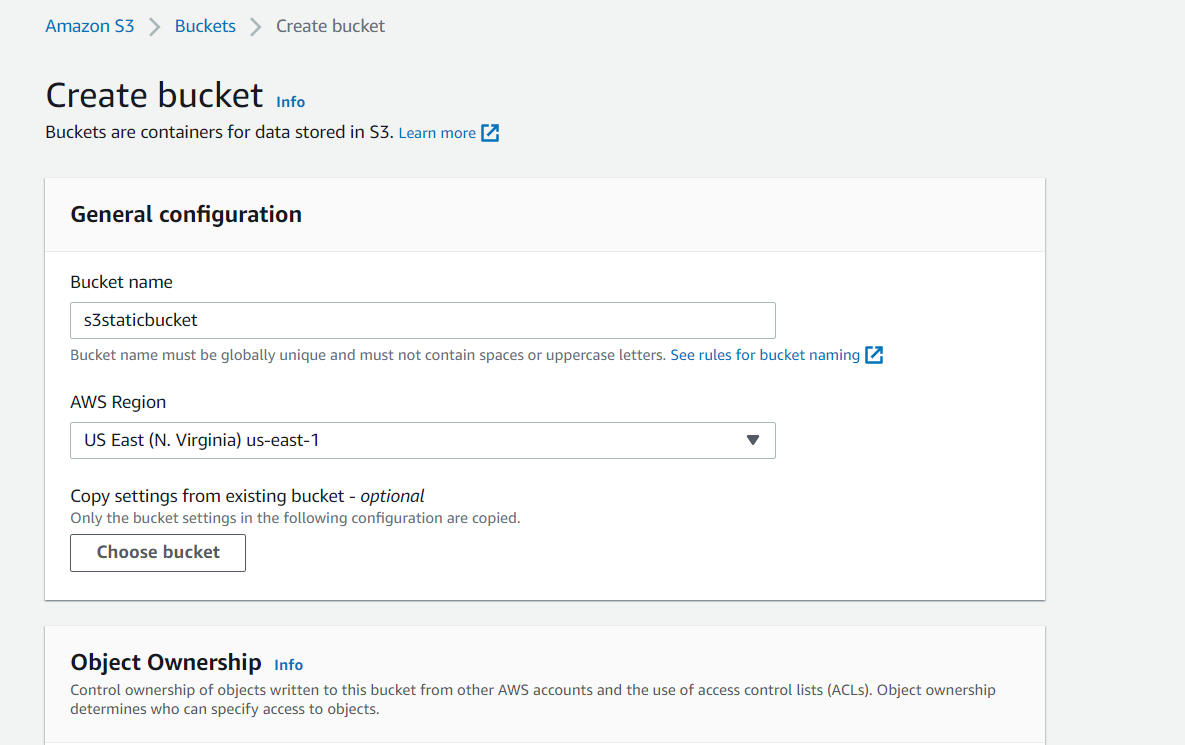 Amazon S3 > Buckets > Create bucket
Create bucket Info
Buckets are containers for data stored in S3. Learn more
General configuration
Bucket name
s3staticbucket
Bucket name must be globally unique and must not contain spaces or uppercase letters. See rules for bucket naming
AWS Region
US East (N. Virginia) us-east-1
Copy settings from existing bucket - optional
Only the bucket settings in the following configuration are copied.
Choose bucket
Object Ownership Info
Control ownership of objects written to this bucket from other AWS accounts and the use of access control lists (ACLs). Object ownership
determines who can specify access to objects.